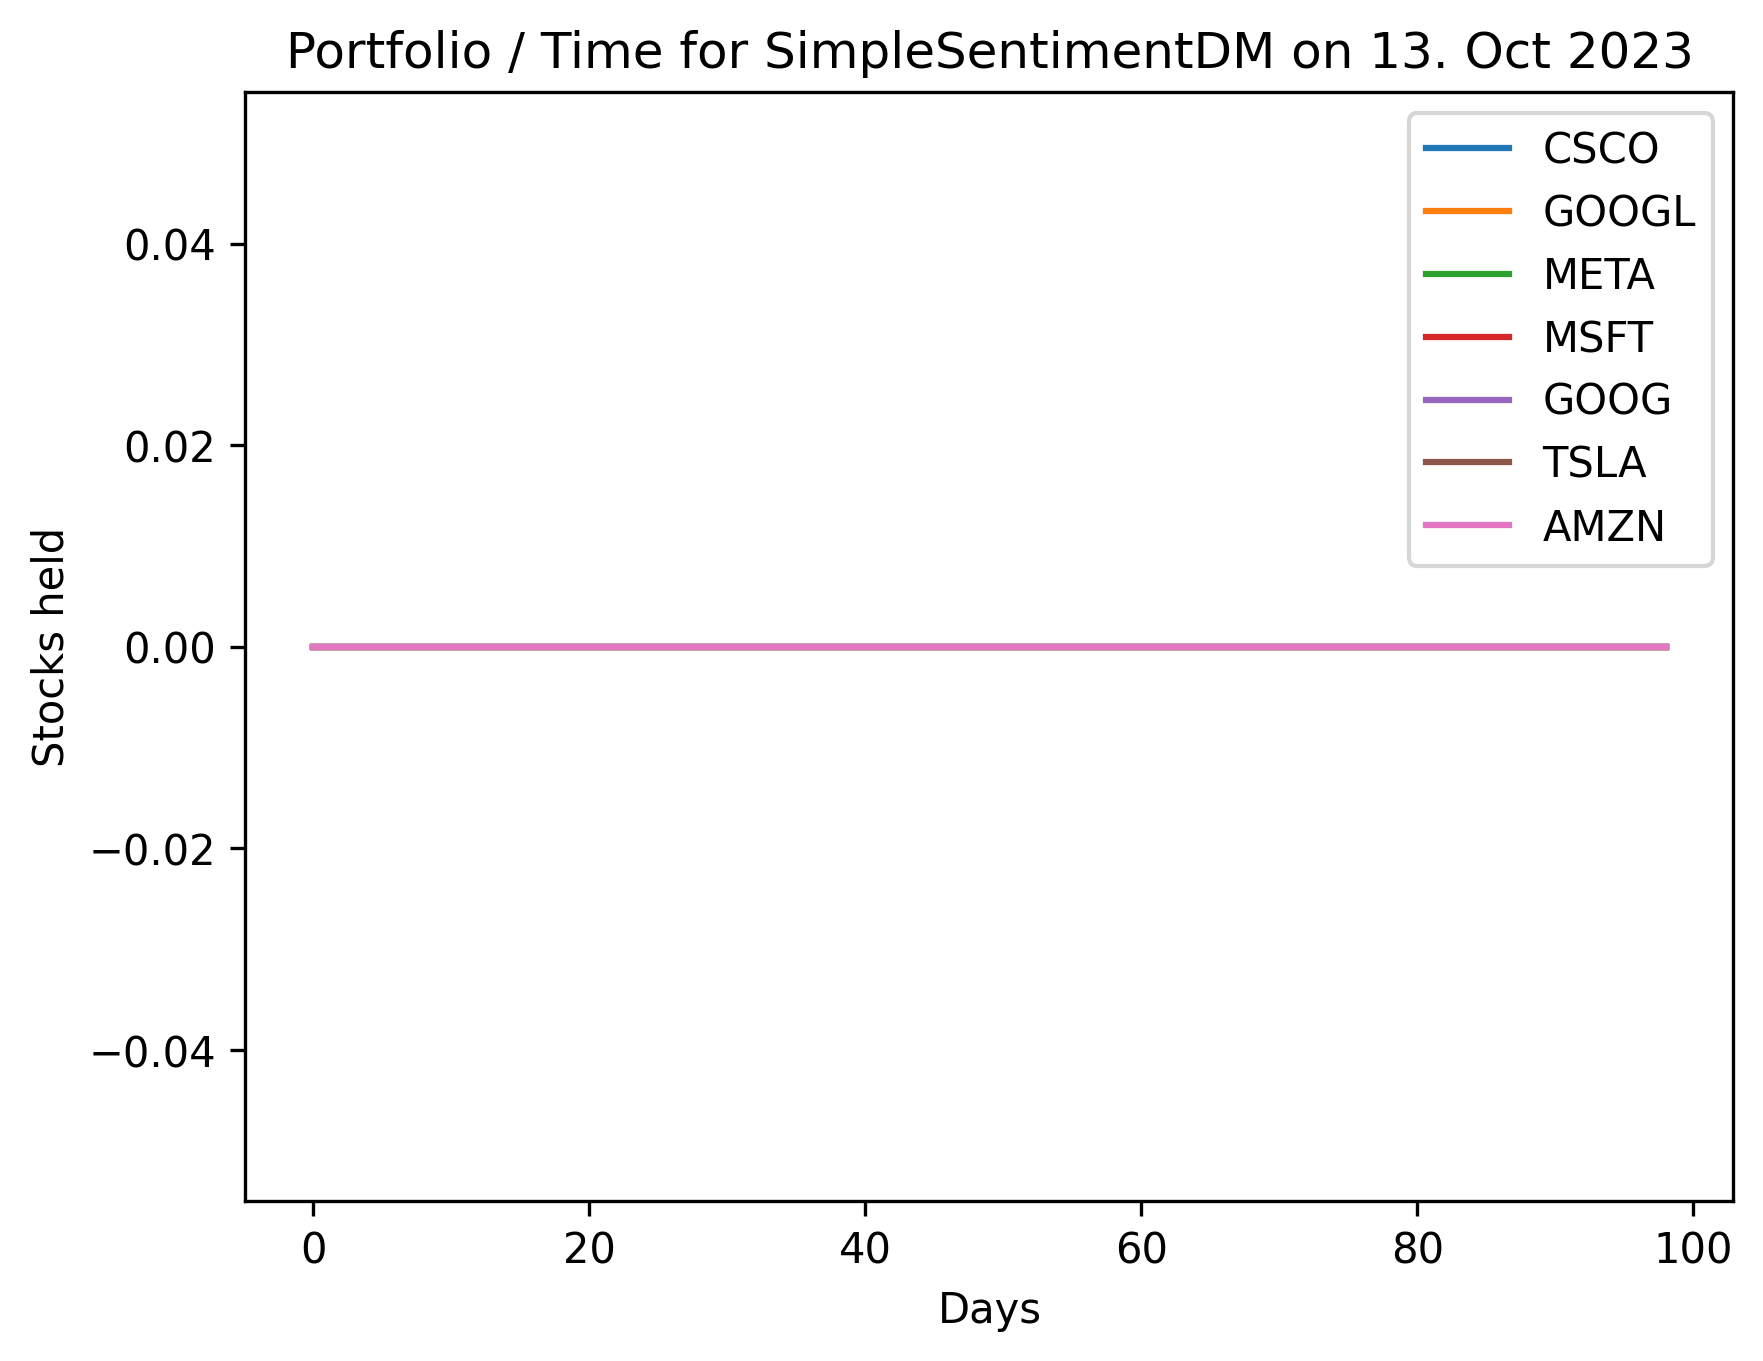 Portfolio / Time for SimpleSentimentDM on 13. Oct 2023
CSCO
GOOGL
META
MSFT
GOOG
TSLA
AMZN
Stocks held
0.04
0.02
0.00
−0.02
−0.04
0 20 40 60 80 100
Days